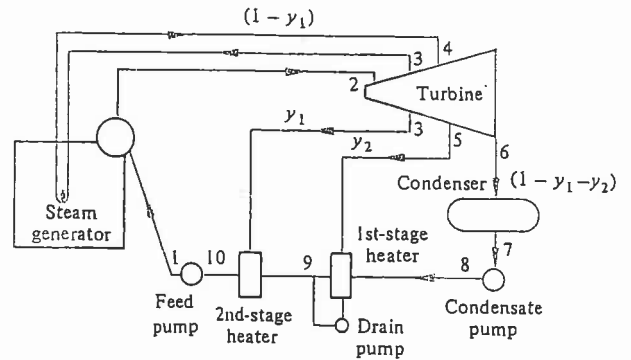 (1 – y₁)
3
4
2
Turbine
y₁
3
5
6
y₂
Condenser
(1 – y₁–y₂)
Steam
generator
1st-stage
heater
7
1
10
9
8
Feed
pump
2nd-stage
heater
Drain
pump
Condensate
pump